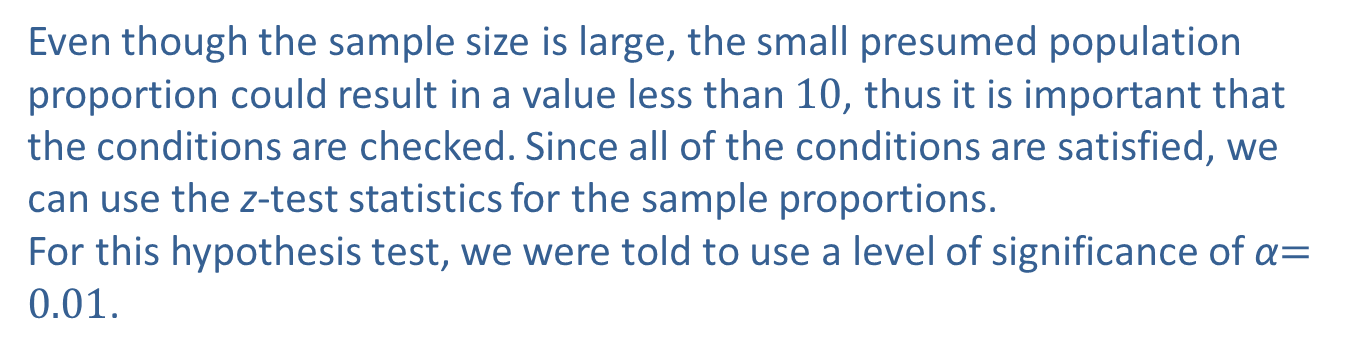 Even though the sample size is large, the small presumed population
proportion could result in a value less than 10, thus it is important that
the conditions are checked. Since all of the conditions are satisfied, we
can use the z-test statistics for the sample proportions.
For this hypothesis test, we were told to use a level of significance of α=
0.01.